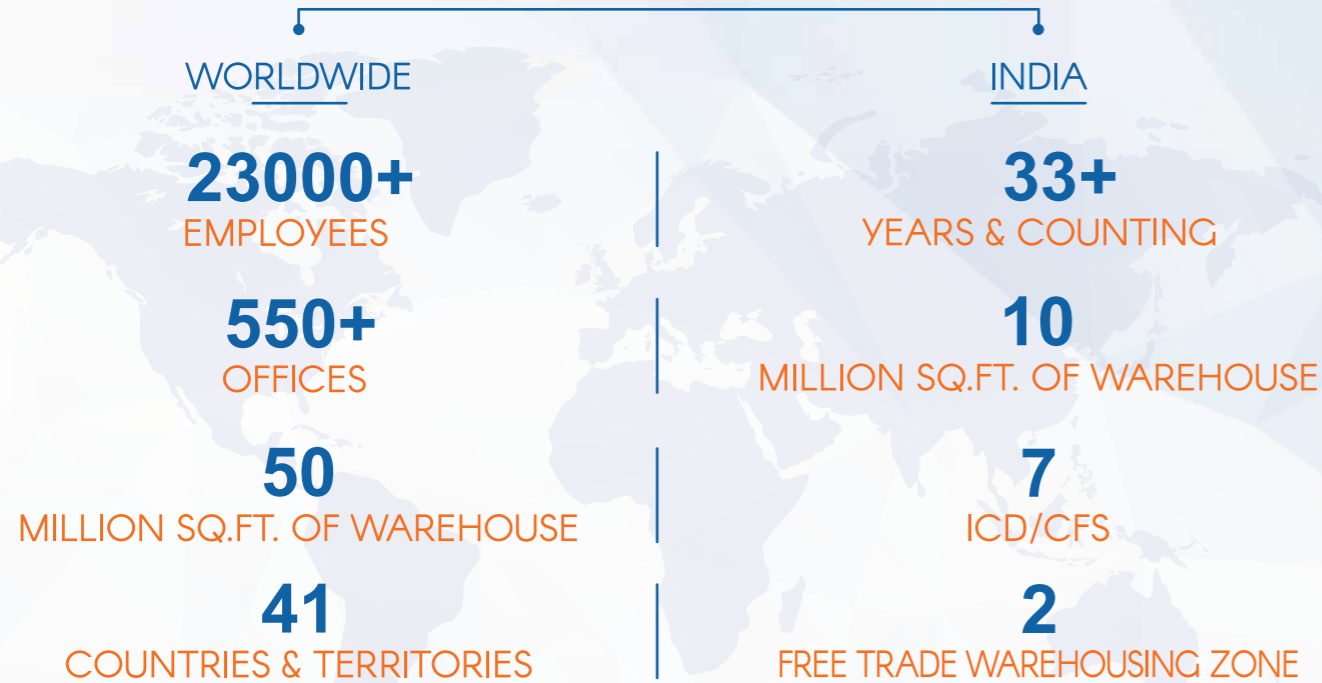 WORLDWIDE
23000+
EMPLOYEES
550+
OFFICES
50
MILLION SQ.FT. OF WAREHOUSE
41
COUNTRIES & TERRITORIES
INDIA
33+
YEARS & COUNTING
10
MILLION SQ.FT. OF WAREHOUSE
7
ICD/CFS
2
FREE TRADE WAREHOUSING ZONE